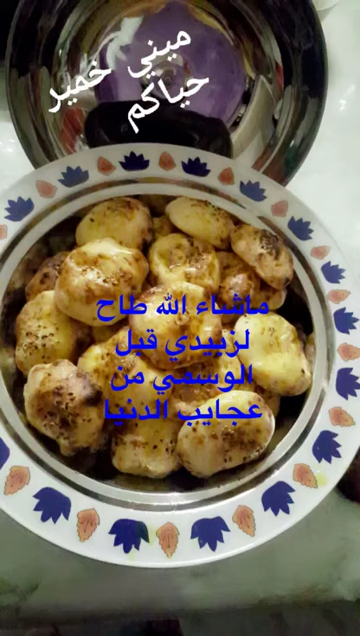 ميني خمير
حياكم
ماشاء الله طاح
لزبيدي قبل
الوسمي من
عجايب الدنيا